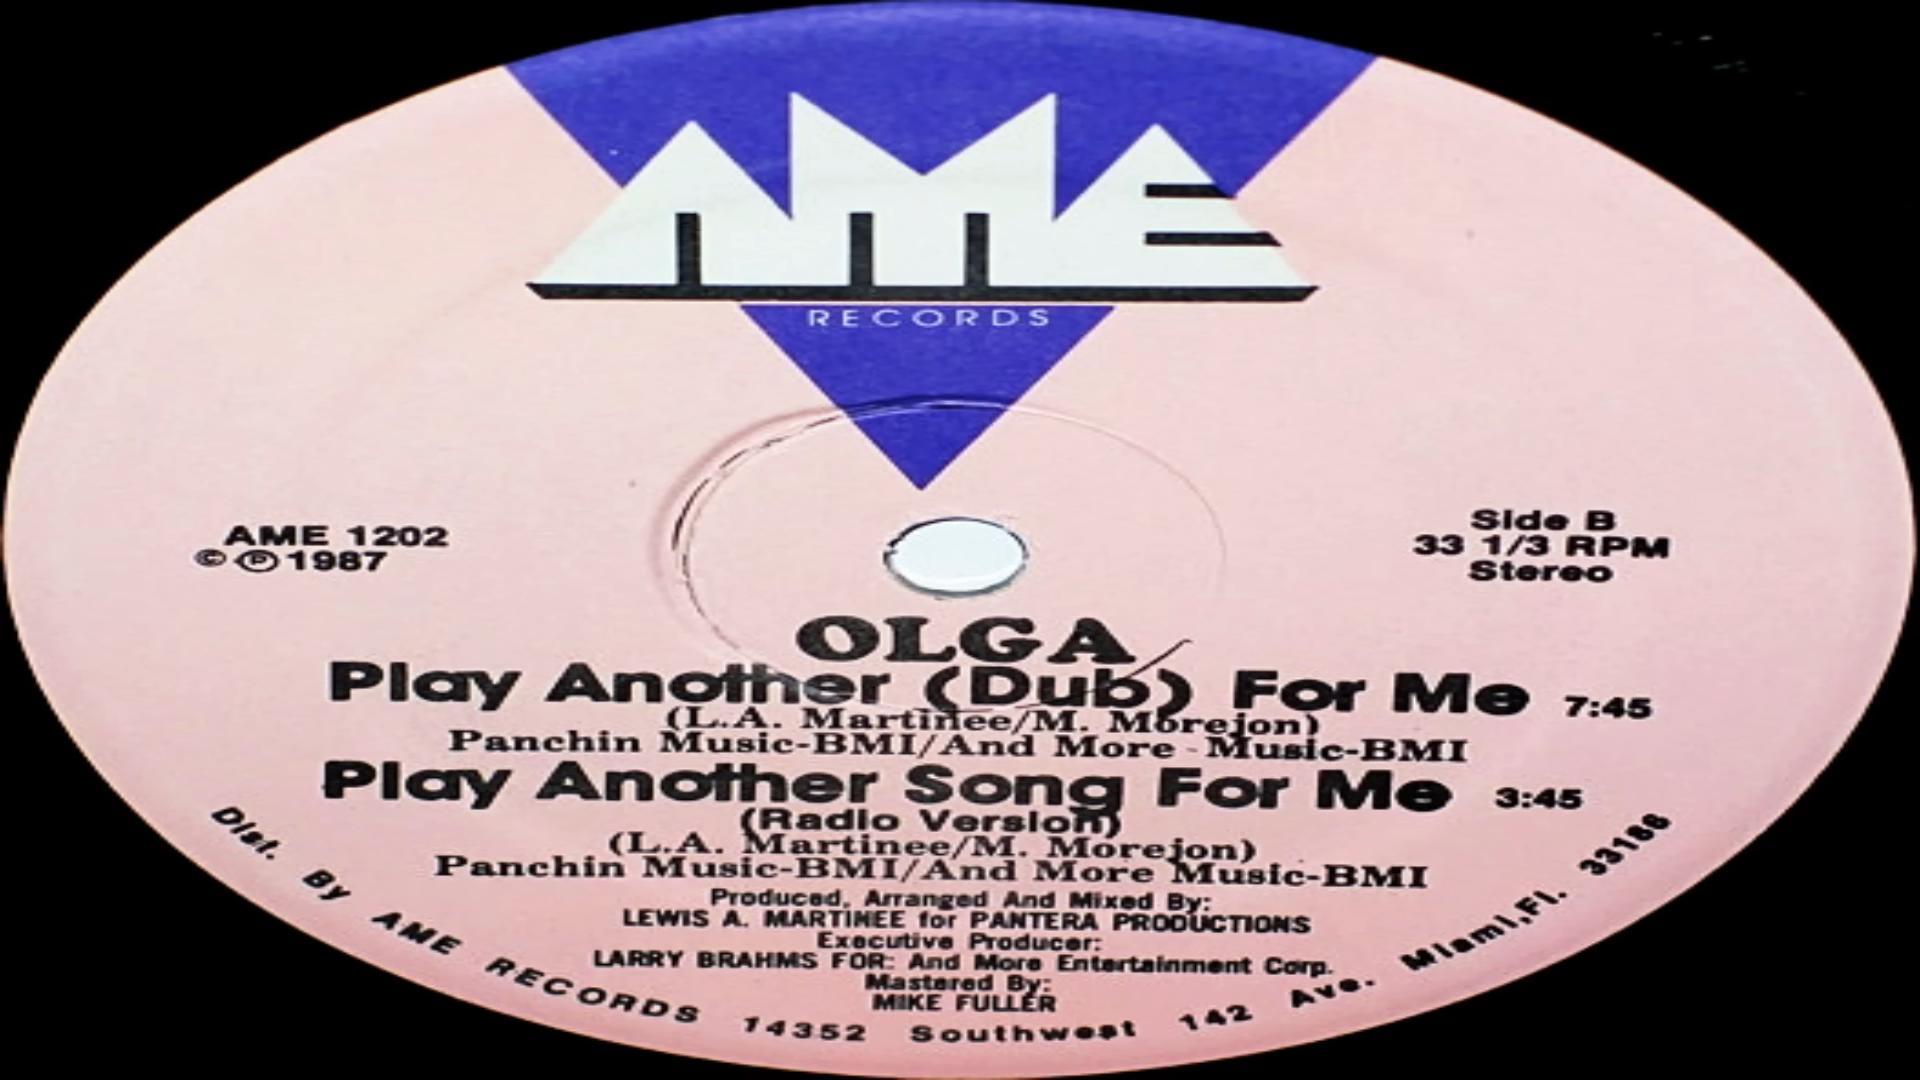 AME
RECORDS
AME 1202
© ℗ 1987
Side B
33 1/3 RPM
Stereo
OLGA
Play Another (Dub) For Me 7:45
(L.A. Martinee/M. Morejon)
Panchin Music-BMI/And More - Music-BMI
Play Another Song For Me 3:45
(Radio Version)
(L.A. Martinee/M. Morejon)
Panchin Music-BMI/And More Music-BMI
Produced, Arranged And Mixed By:
LEWIS A. MARTINEE for PANTERA PRODUCTIONS
Executive Producer:
LARRY BRAHMS FOR: And More Entertainment Corp.
Mastered By:
MIKE FULLER
Dist. By AME RECORDS 14352 Southwest 142 Ave. Miami, Fl. 33186